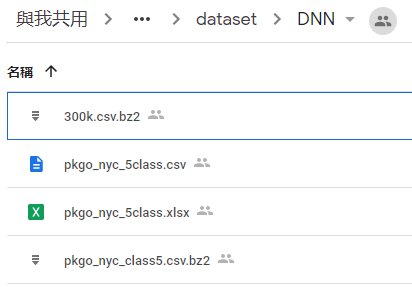 與我共用 > ••• > dataset > DNN
名稱 ↑
300k.csv.bz2
pkgo_nyc_5class.csv
X pkgo_nyc_5class.xlsx
pkgo_nyc_class5.csv.bz2